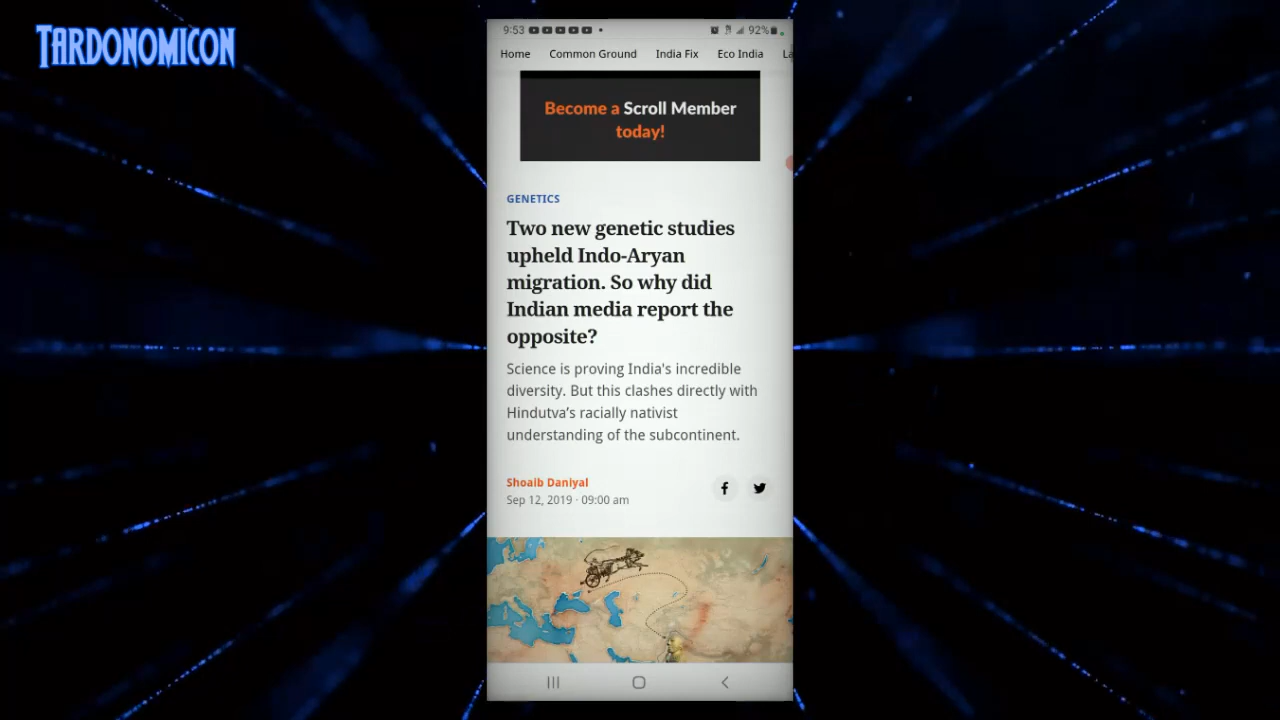 TARDONOMICON
9:53
92%
Home Common Ground India Fix Eco India La
Become a Scroll Member
today!
GENETICS
Two new genetic studies
upheld Indo-Aryan
migration. So why did
Indian media report the
opposite?
Science is proving India's incredible
diversity. But this clashes directly with
Hindutva’s racially nativist
understanding of the subcontinent.
Shoaib Daniyal
Sep 12, 2019 · 09:00 am